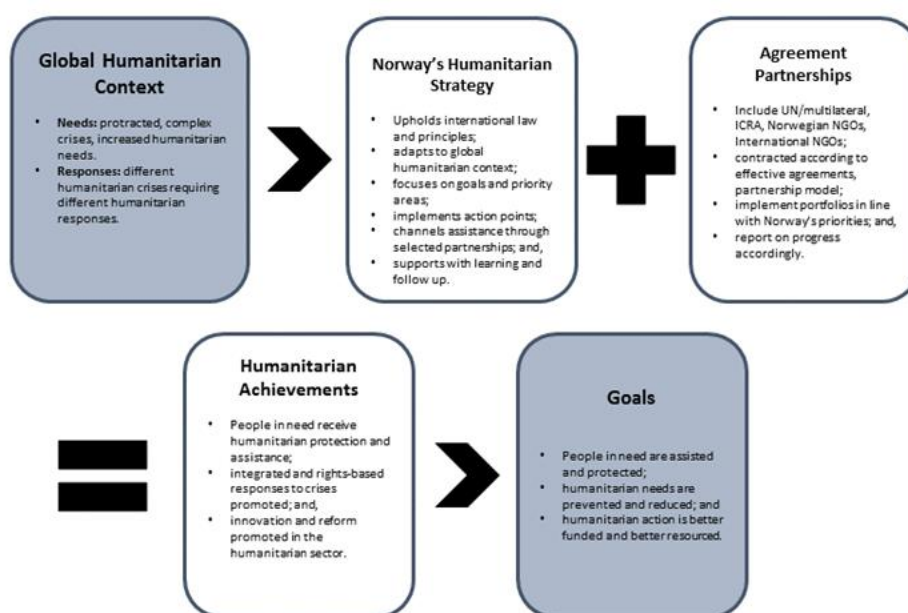 Global Humanitarian
Context
• Needs: protracted, complex
crises, increased humanitarian
needs.
• Responses: different
humanitarian crises requiring
different humanitarian
responses.
Norway's Humanitarian
Strategy
• Upholds international law
and principles;
• adapts to global
humanitarian context;
• focuses on goals and priority
areas;
• implements action points;
• channels assistance through
selected partnerships; and,
• supports with learning and
follow up.
Agreement
Partnerships
• Include UN/multilateral,
ICRA, Norwegian NGOs,
International NGOs;
• contracted according to
effective agreements,
partnership model;
• implement portfolios in line
with Norway's priorities; and,
• report on progress
accordingly.
Humanitarian
Achievements
• People in need receive
humanitarian protection and
assistance;
• integrated and rights-based
responses to crises
promoted; and,
• innovation and reform
promoted in the
humanitarian sector.
Goals
• People in need are assisted
and protected;
• humanitarian needs are
prevented and reduced; and
• humanitarian action is better
funded and better resourced.